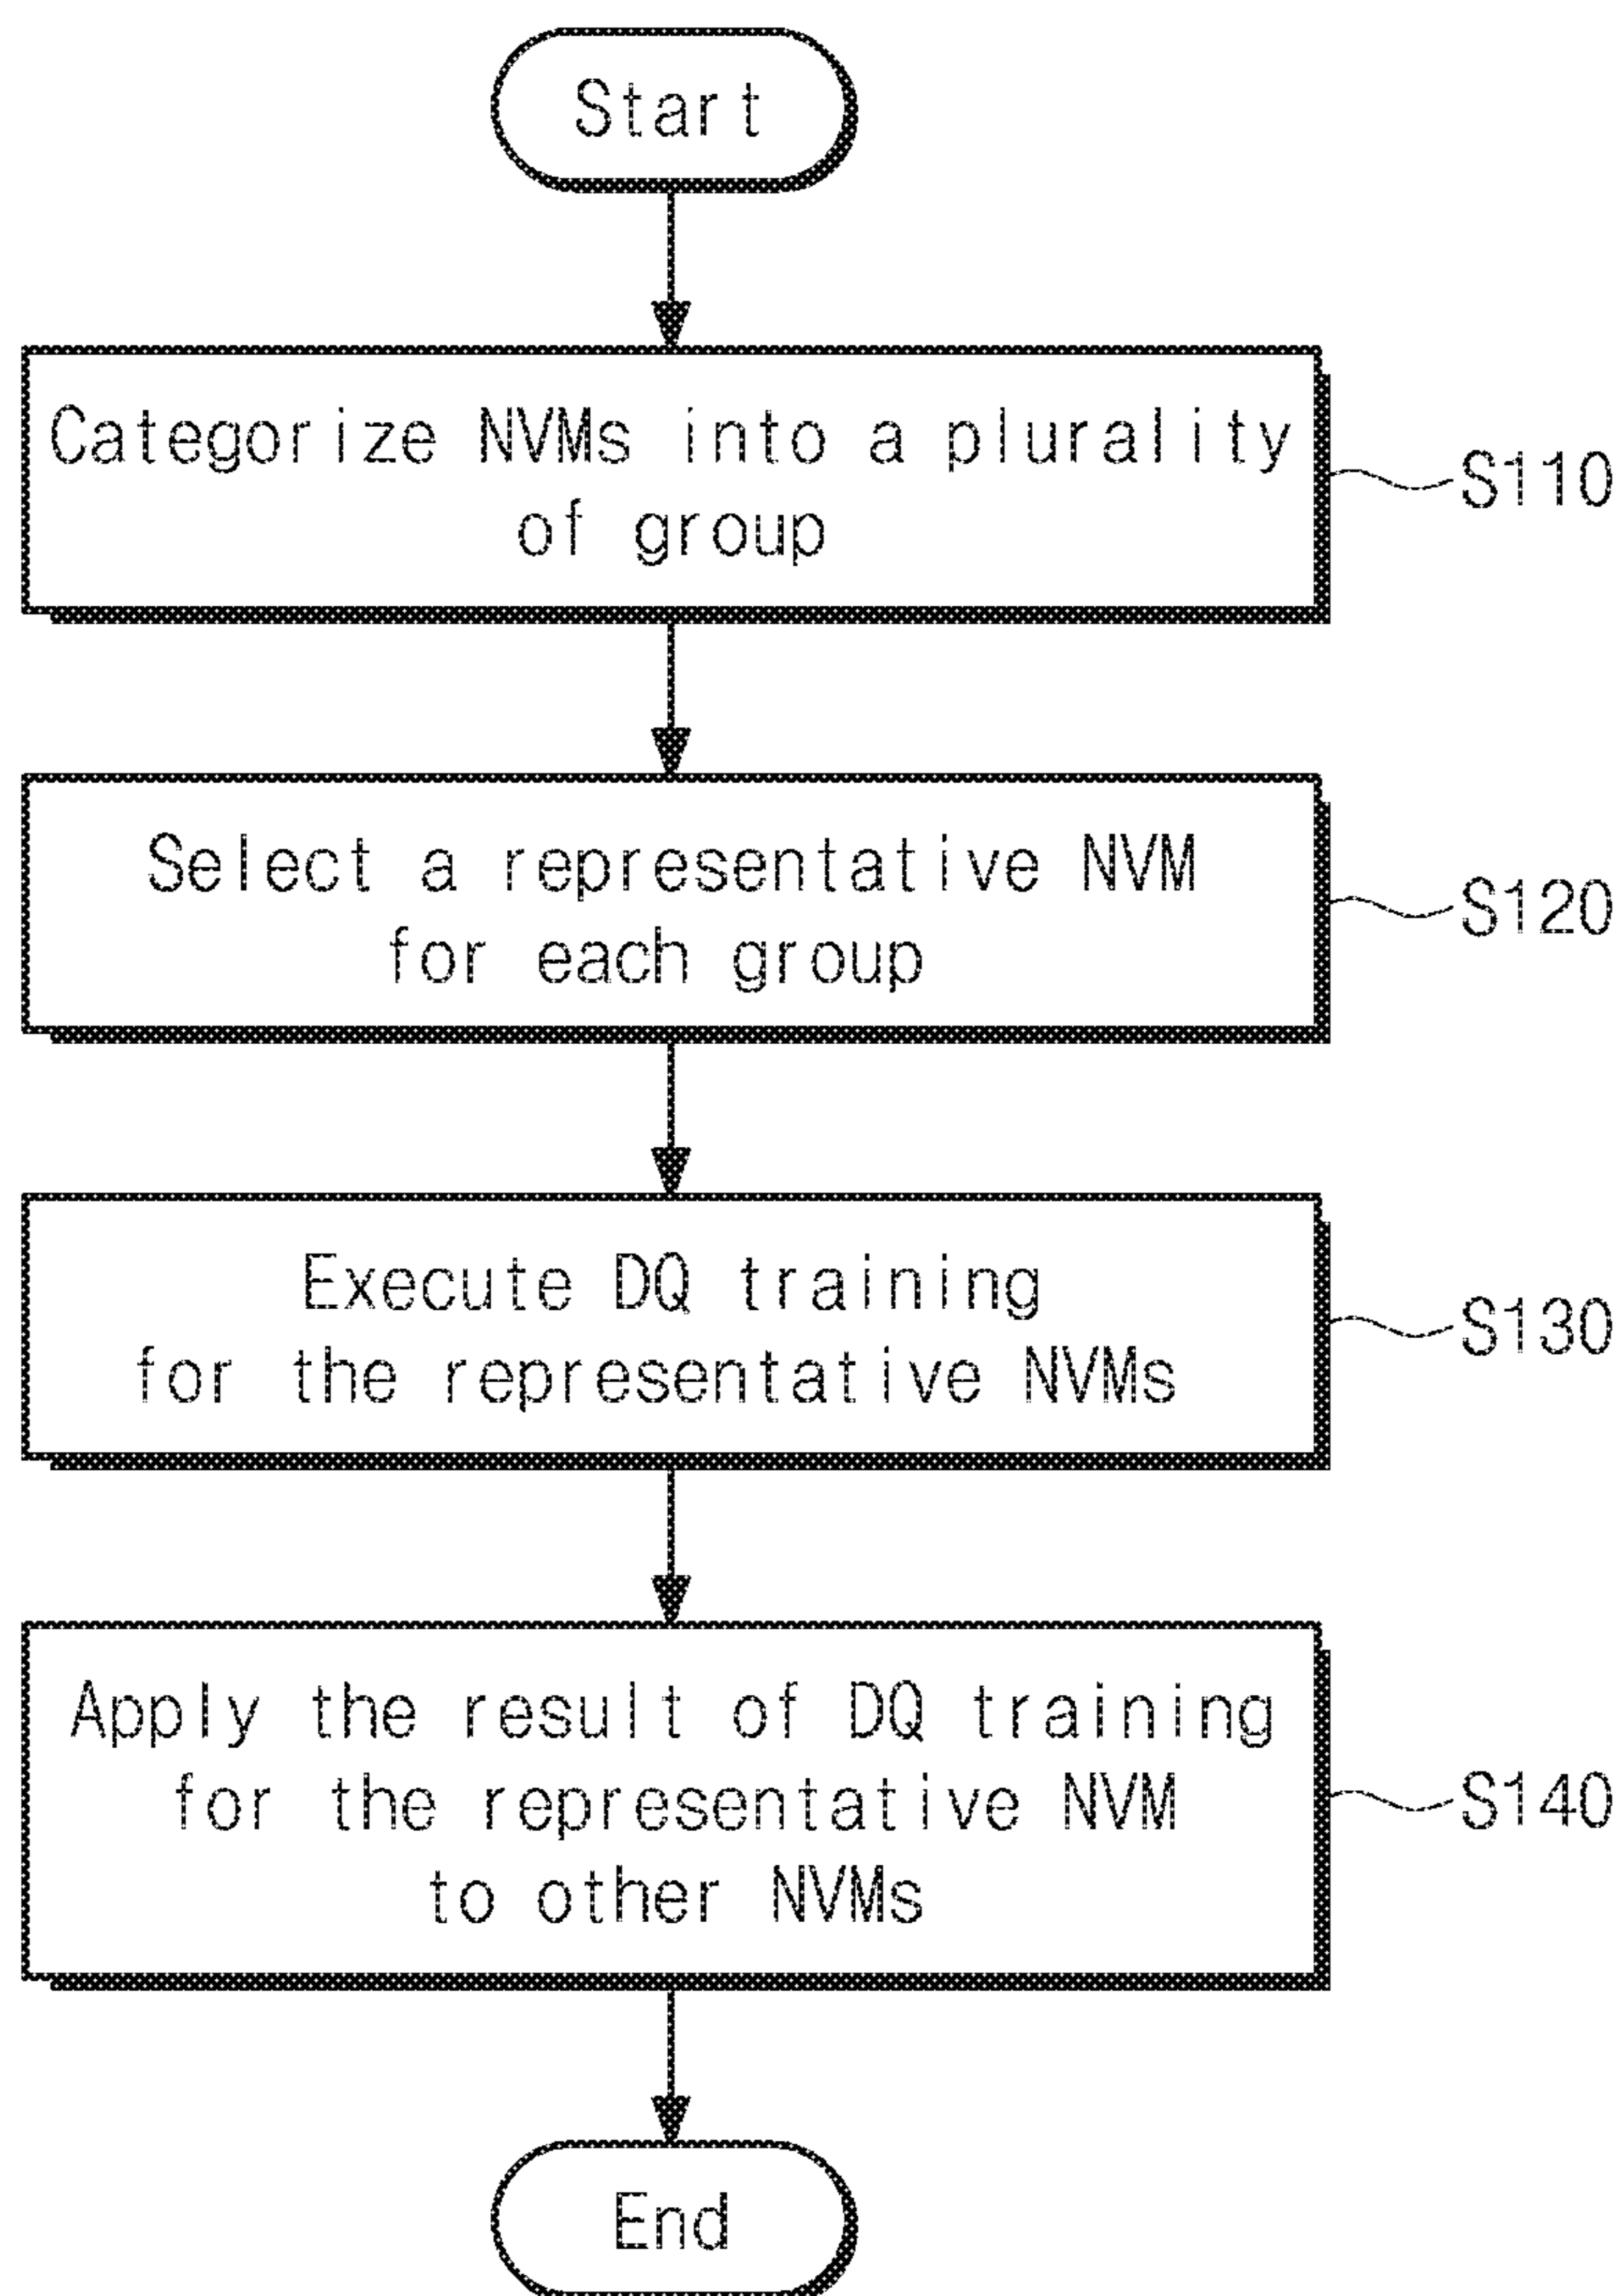 Start
Categorize NVMs into a plurality
of group
S110
Select a representative NVM
for each group
S120
Execute DQ training
for the representative NVMs
S130
Apply the result of DQ training
for the representative NVM
to other NVMs
S140
End